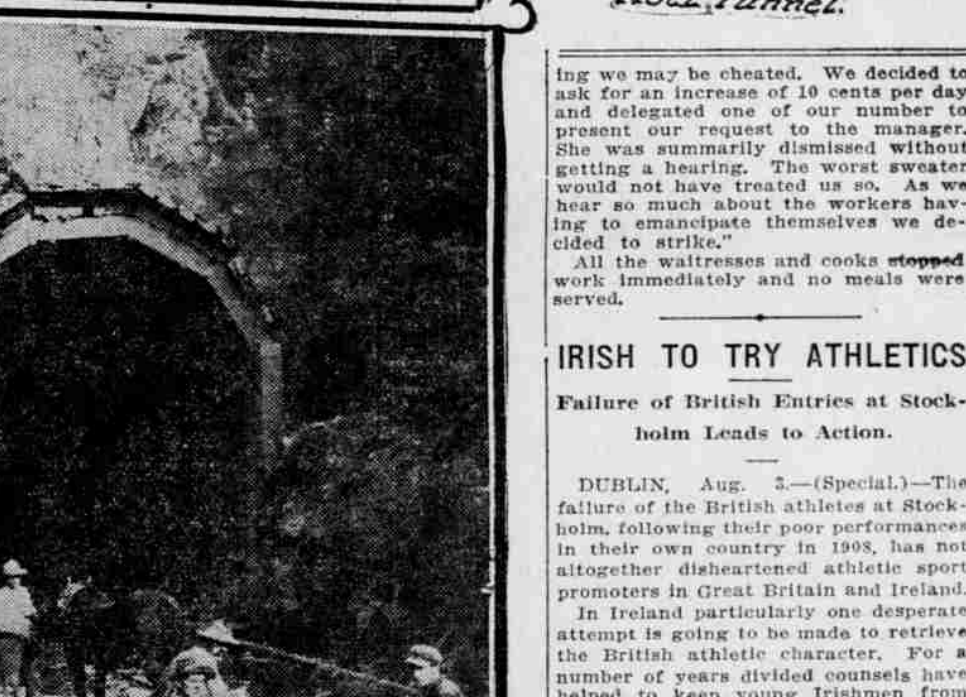 Tunnel.
ing we may be cheated. We decided to
ask for an increase of 10 cents per day
and delegated one of our number to
present our request to the manager.
She was summarily dismissed without
getting a hearing. The worst sweater
would not have treated us so. As we
hear so much about the workers hav-
ing to emancipate themselves we de-
cided to strike."
All the waitresses and cooks stopped
work immediately and no meals were
served.
IRISH TO TRY ATHLETICS
Failure of British Entries at Stock-
holm Leads to Action.
DUBLIN, Aug. 3.—(Special.)—The
failure of the British athletes at Stock-
holm, following their poor performances
in their own country in 1908, has not
altogether disheartened athletic sport
promoters in Great Britain and Ireland.
In Ireland particularly one desperate
attempt is going to be made to retrieve
the British athletic character. For a
number of years divided counsels have
helped to keep young Irishmen from